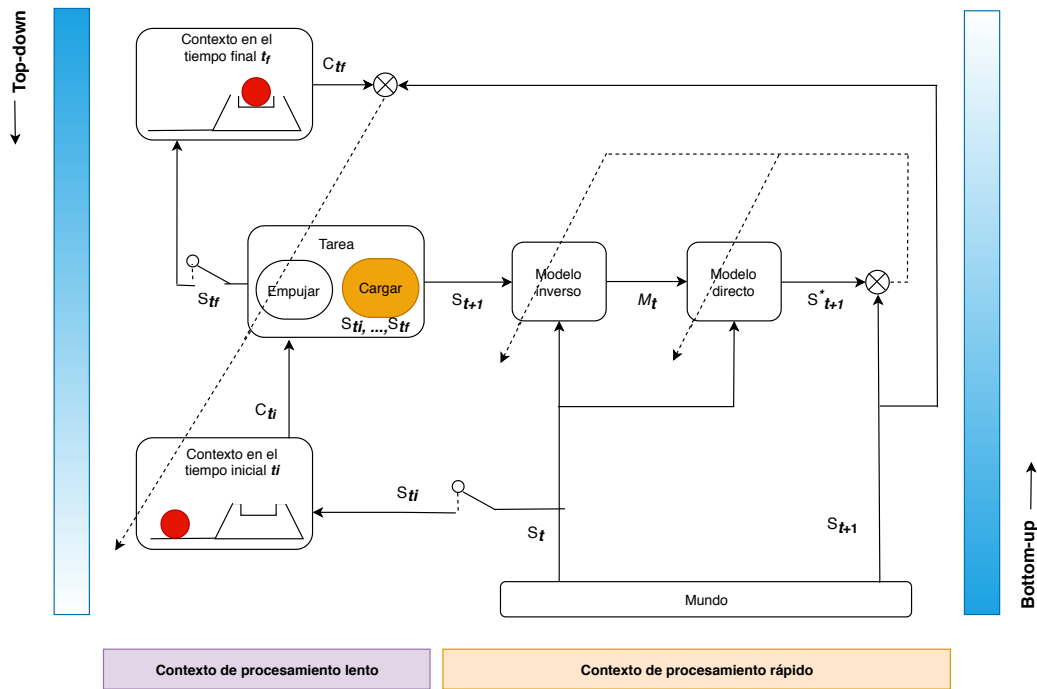 Top-down
Contexto en el
tiempo final tf
Ctf
Tarea
Empujar
Cargar
Sti, ...,Stf
Stf
St+1
Modelo
inverso
Mt
Modelo
directo
S*t+1
Cti
Contexto en el
tiempo inicial ti
Sti
St
St+1
Bottom-up
Mundo
Contexto de procesamiento lento
Contexto de procesamiento rápido